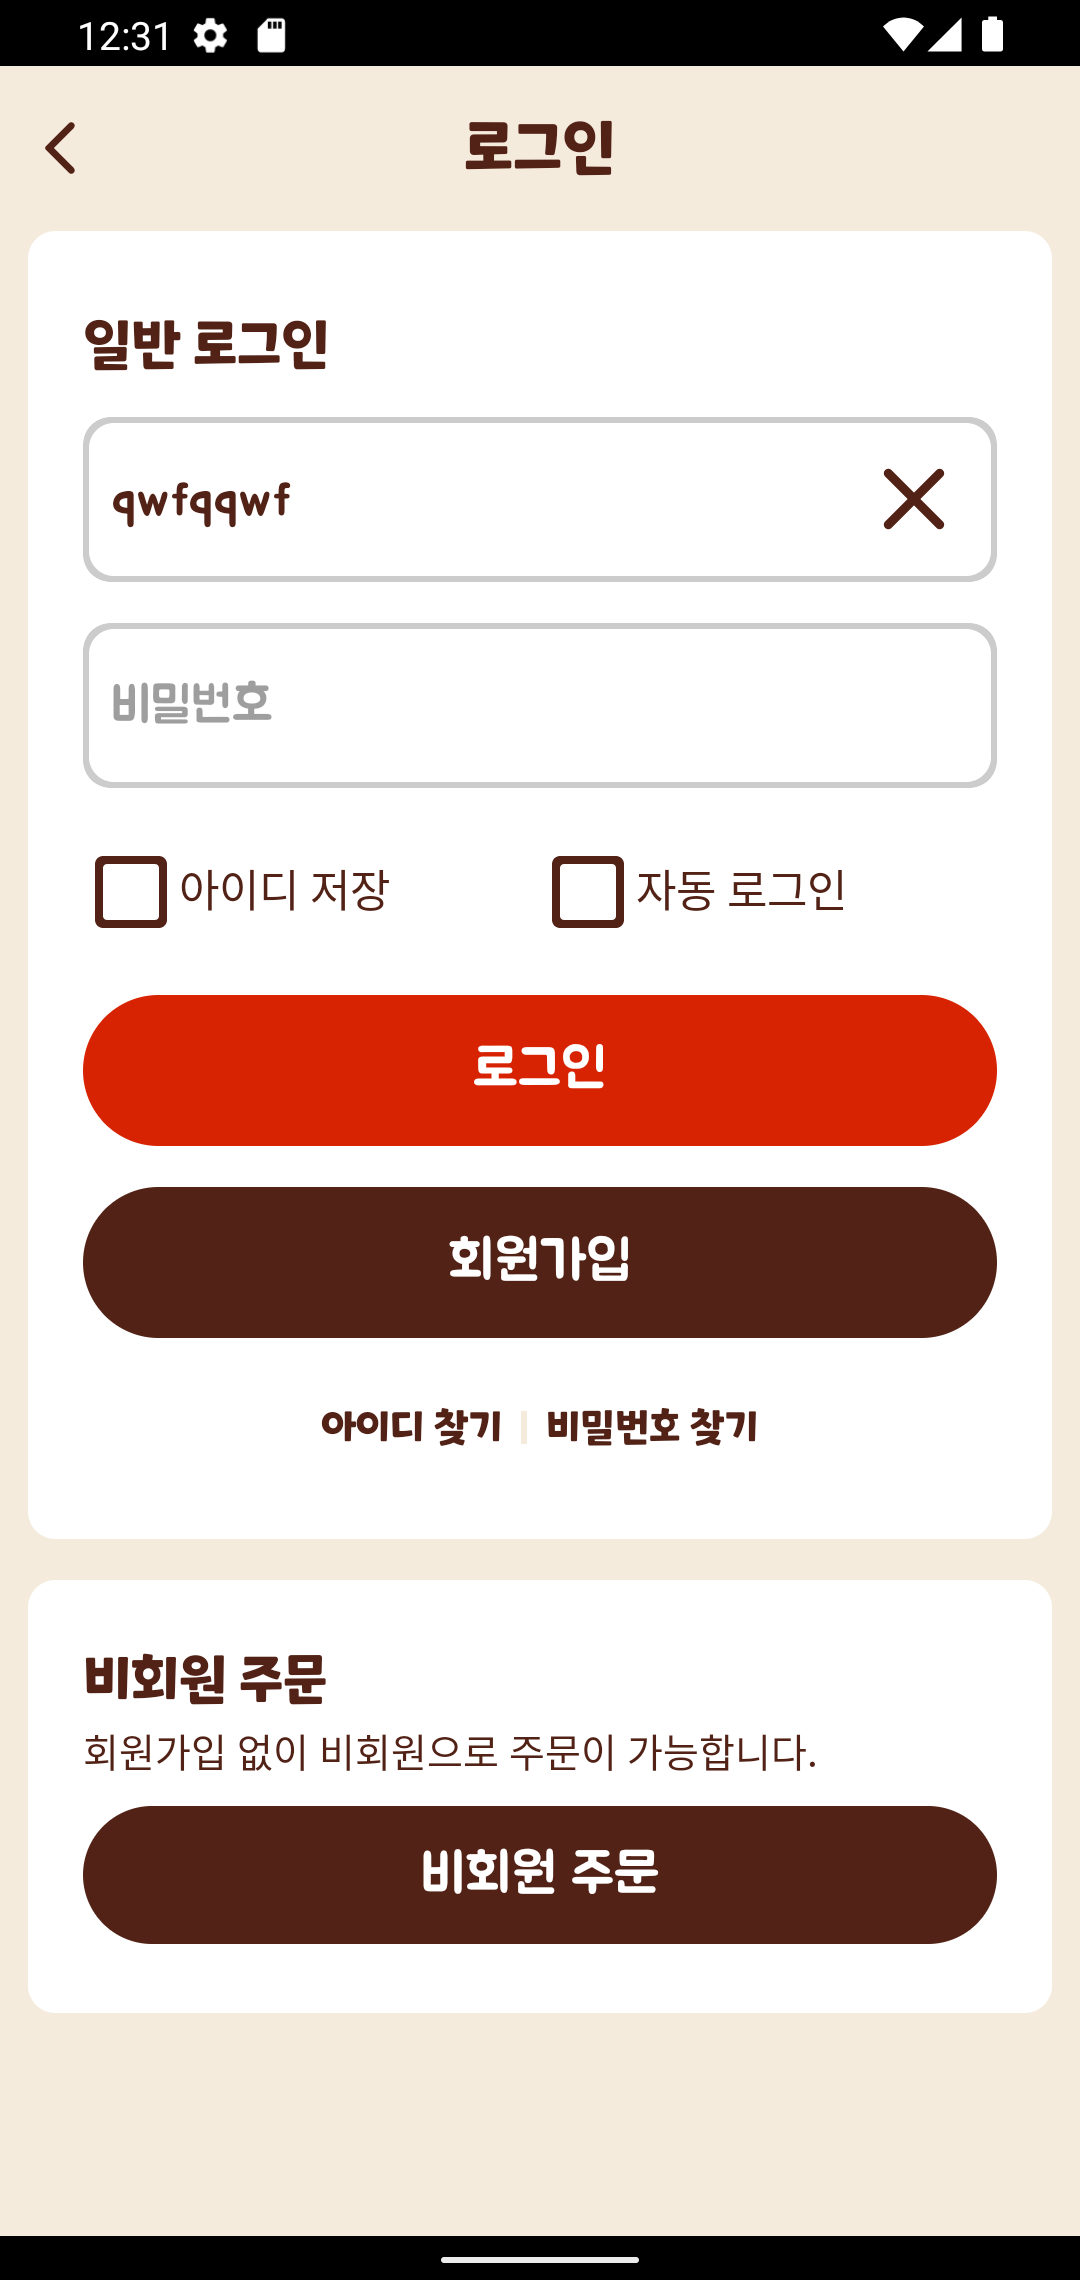 12:31
로그인
일반 로그인
qwfqqwf
비밀번호
아이디 저장 자동 로그인
로그인
회원가입
아이디 찾기 비밀번호 찾기
비회원 주문
회원가입 없이 비회원으로 주문이 가능합니다.
비회원 주문